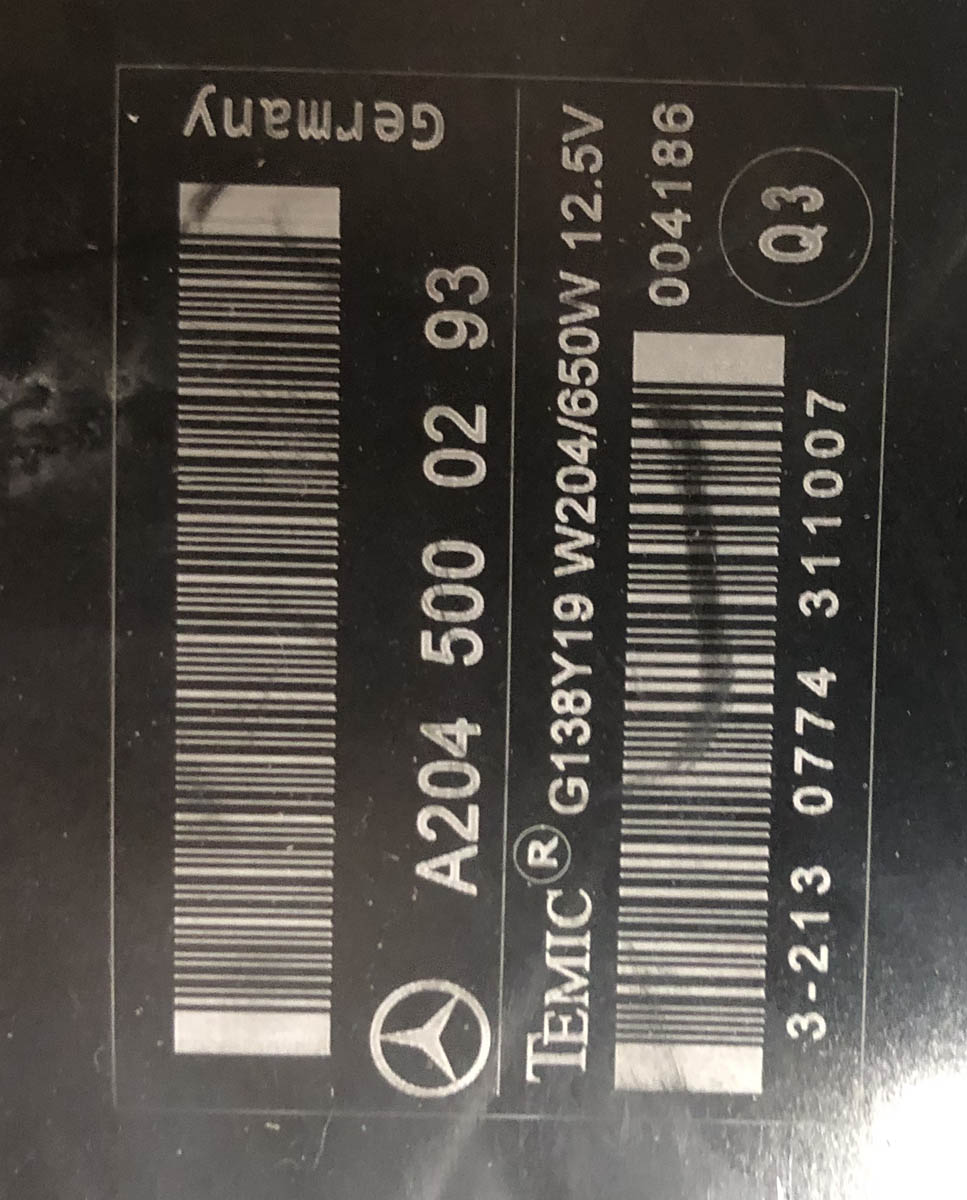 Germany
A204 500 02 93
TEMIC ® G138Y19 W204/650W 12.5V
004186
3-213 0774 311007
Q3